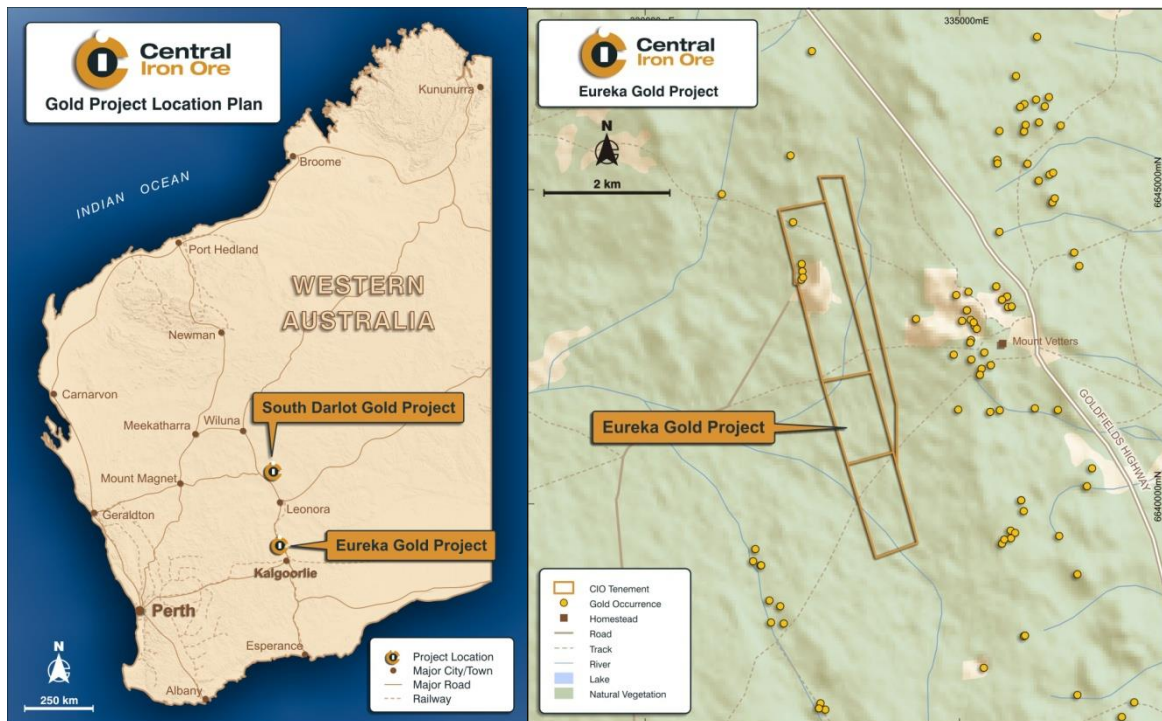 Central
Iron Ore
Gold Project Location Plan
Kununurra
Broome
INDIAN OCEAN
Port Hedland
WESTERN
AUSTRALIA
Newman
Carnarvon
South Darlot Gold Project
Wiluna
Meekatharra
Mount Magnet
Leonora
Geraldton
Eureka Gold Project
Kalgoorlie
Perth
Esperance
Albany
N
250 km
Project Location
Major City/Town
Major Road
Railway
Central
Iron Ore
Eureka Gold Project
335000mE
N
2 km
6645000mN
Mount Vetters
GOLDFIELDS HIGHWAY
Eureka Gold Project
6640000mN
CIO Tenement
Gold Occurrence
Homestead
Road
Track
River
Lake
Natural Vegetation